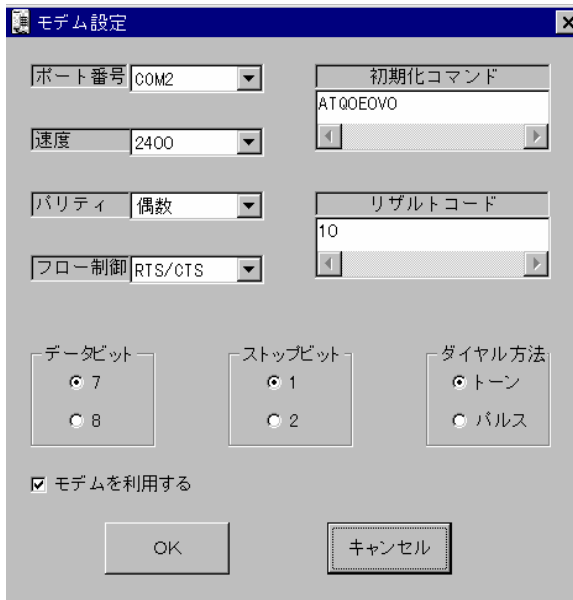 モデム設定
ポート番号 COM2
初期化コマンド
ATQ0E0V0
速度 2400
パリティ 偶数
リザルトコード
10
フロー制御 RTS/CTS
データビット
7
8
ストップビット
1
2
ダイヤル方法
トーン
パルス
モデムを利用する
OK
キャンセル